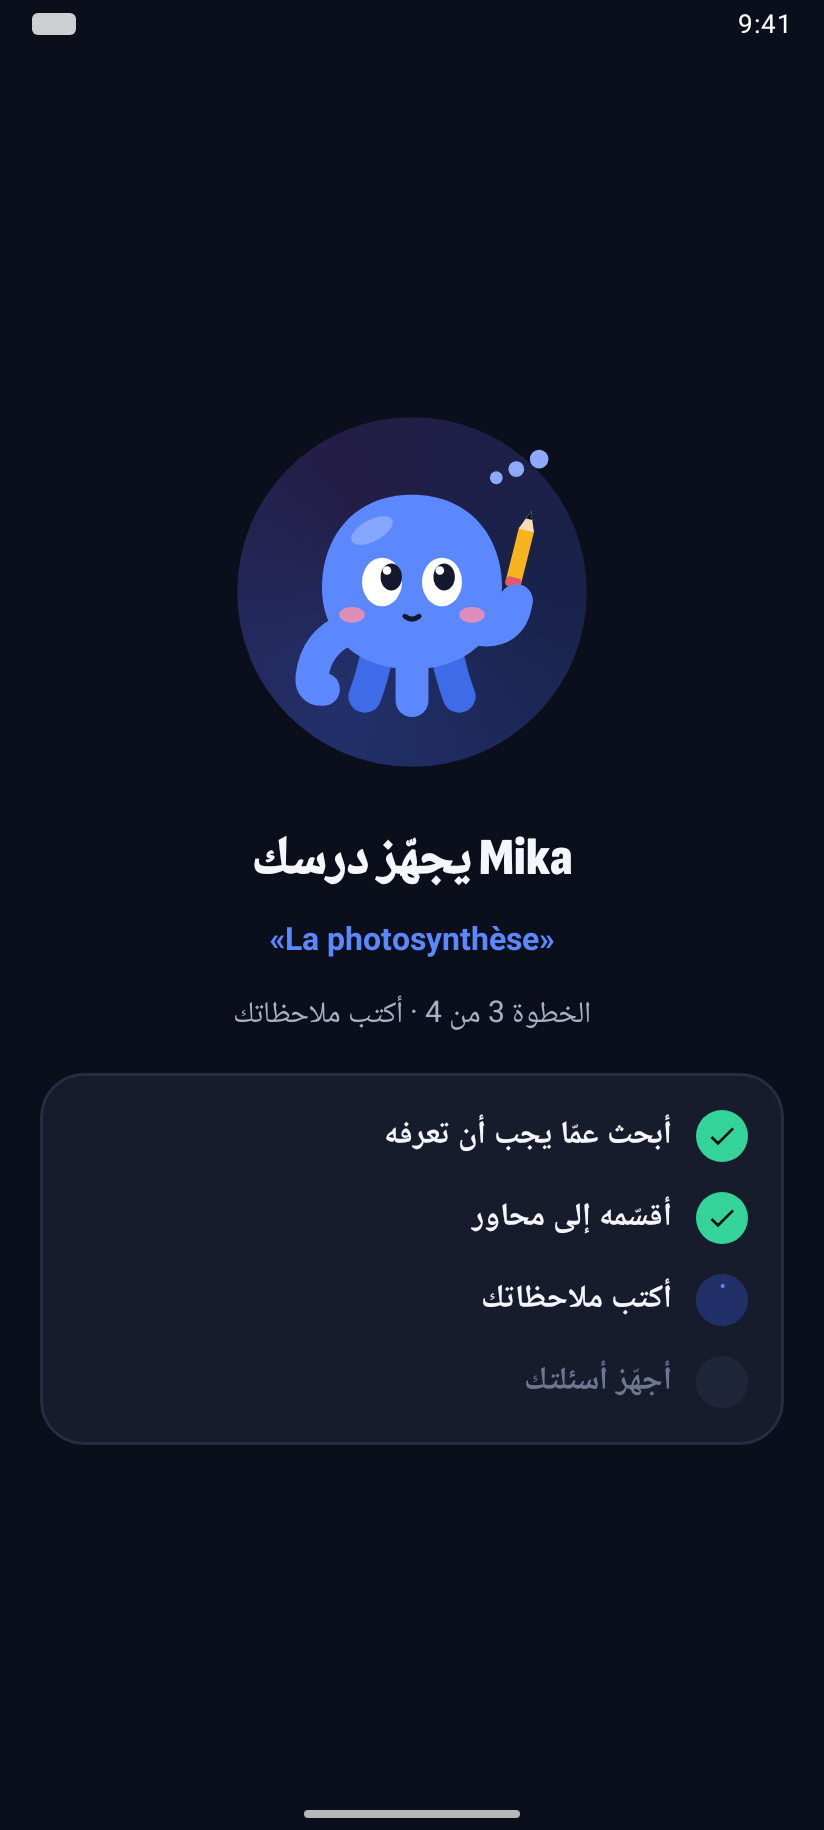 9:41
Mika يجهّز درسك
«La photosynthèse»
الخطوة 3 من 4 · أكتب ملاحظاتك
أبحث عمّا يجب أن تعرفه
أقسّمه إلى محاور
أكتب ملاحظاتك
أجهّز أسئلتك